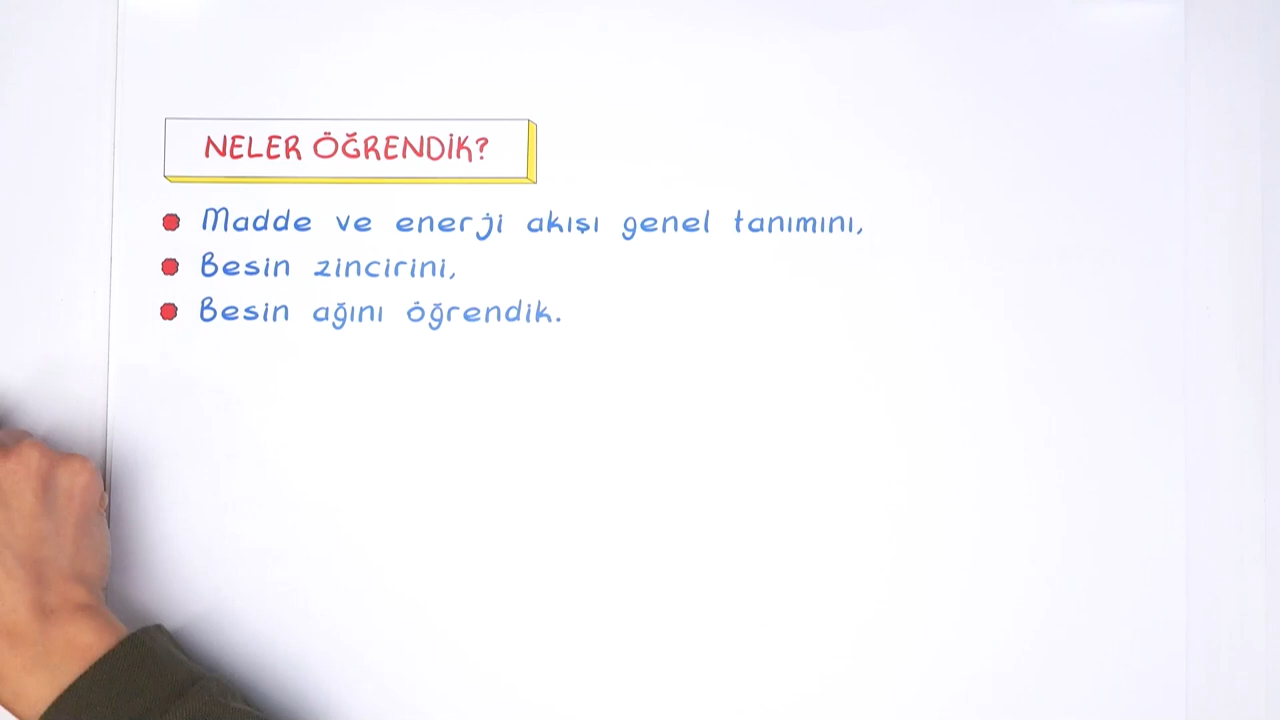 NELER ÖĞRENDİK?
Madde ve enerji akışı genel tanımını,
Besin zincirini,
Besin ağını öğrendik.